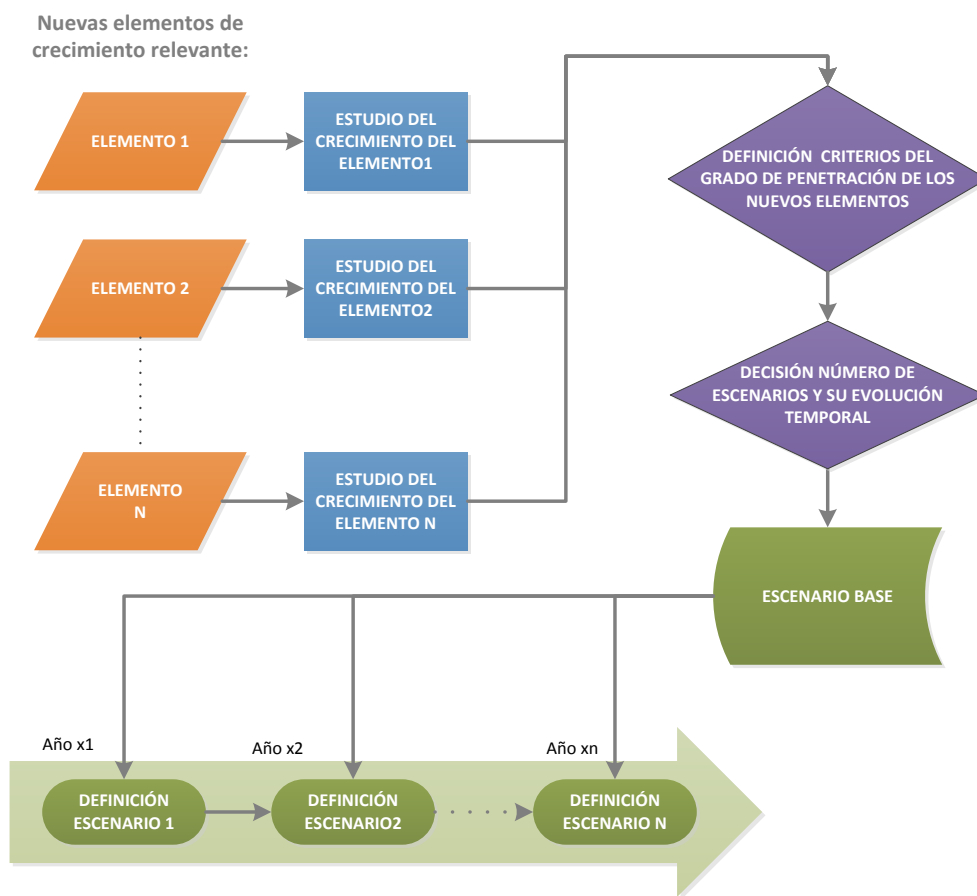 Nuevas elementos de
crecimiento relevante:
ELEMENTO 1
ESTUDIO DEL
CRECIMIENTO DEL
ELEMENTO1
DEFINICIÓN CRITERIOS DEL
GRADO DE PENETRACIÓN DE LOS
NUEVOS ELEMENTOS
ELEMENTO 2
ESTUDIO DEL
CRECIMIENTO DEL
ELEMENTO2
DECISIÓN NÚMERO DE
ESCENARIOS Y SU EVOLUCIÓN
TEMPORAL
ELEMENTO
N
ESTUDIO DEL
CRECIMIENTO DEL
ELEMENTO N
ESCENARIO BASE
Año x1
Año x2
Año xn
DEFINICIÓN
ESCENARIO 1
DEFINICIÓN
ESCENARIO2
DEFINICIÓN
ESCENARIO N